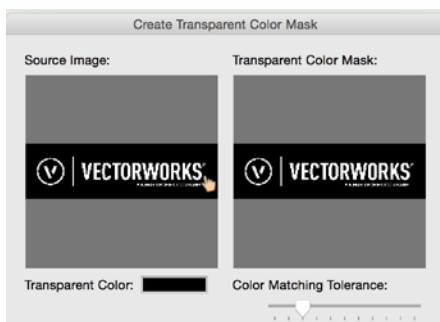 Create Transparent Color Mask
Source Image:
Transparent Color Mask:
V VECTORWORKS
V VECTORWORKS
Transparent Color:
Color Matching Tolerance: